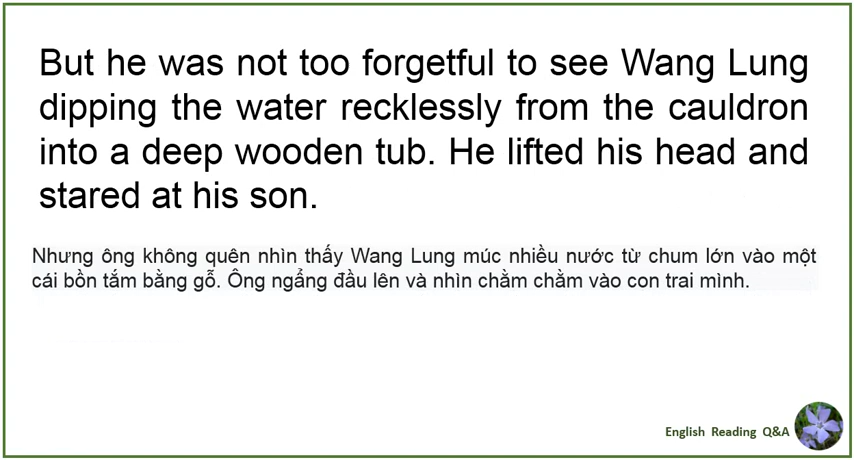 But he was not too forgetful to see Wang Lung
dipping the water recklessly from the cauldron
into a deep wooden tub. He lifted his head and
stared at his son.
Nhưng ông không quên nhìn thấy Wang Lung múc nhiều nước từ chum lớn vào một
cái bồn tắm bằng gỗ. Ông ngẩng đầu lên và nhìn chằm chằm vào con trai mình.
English Reading Q&A